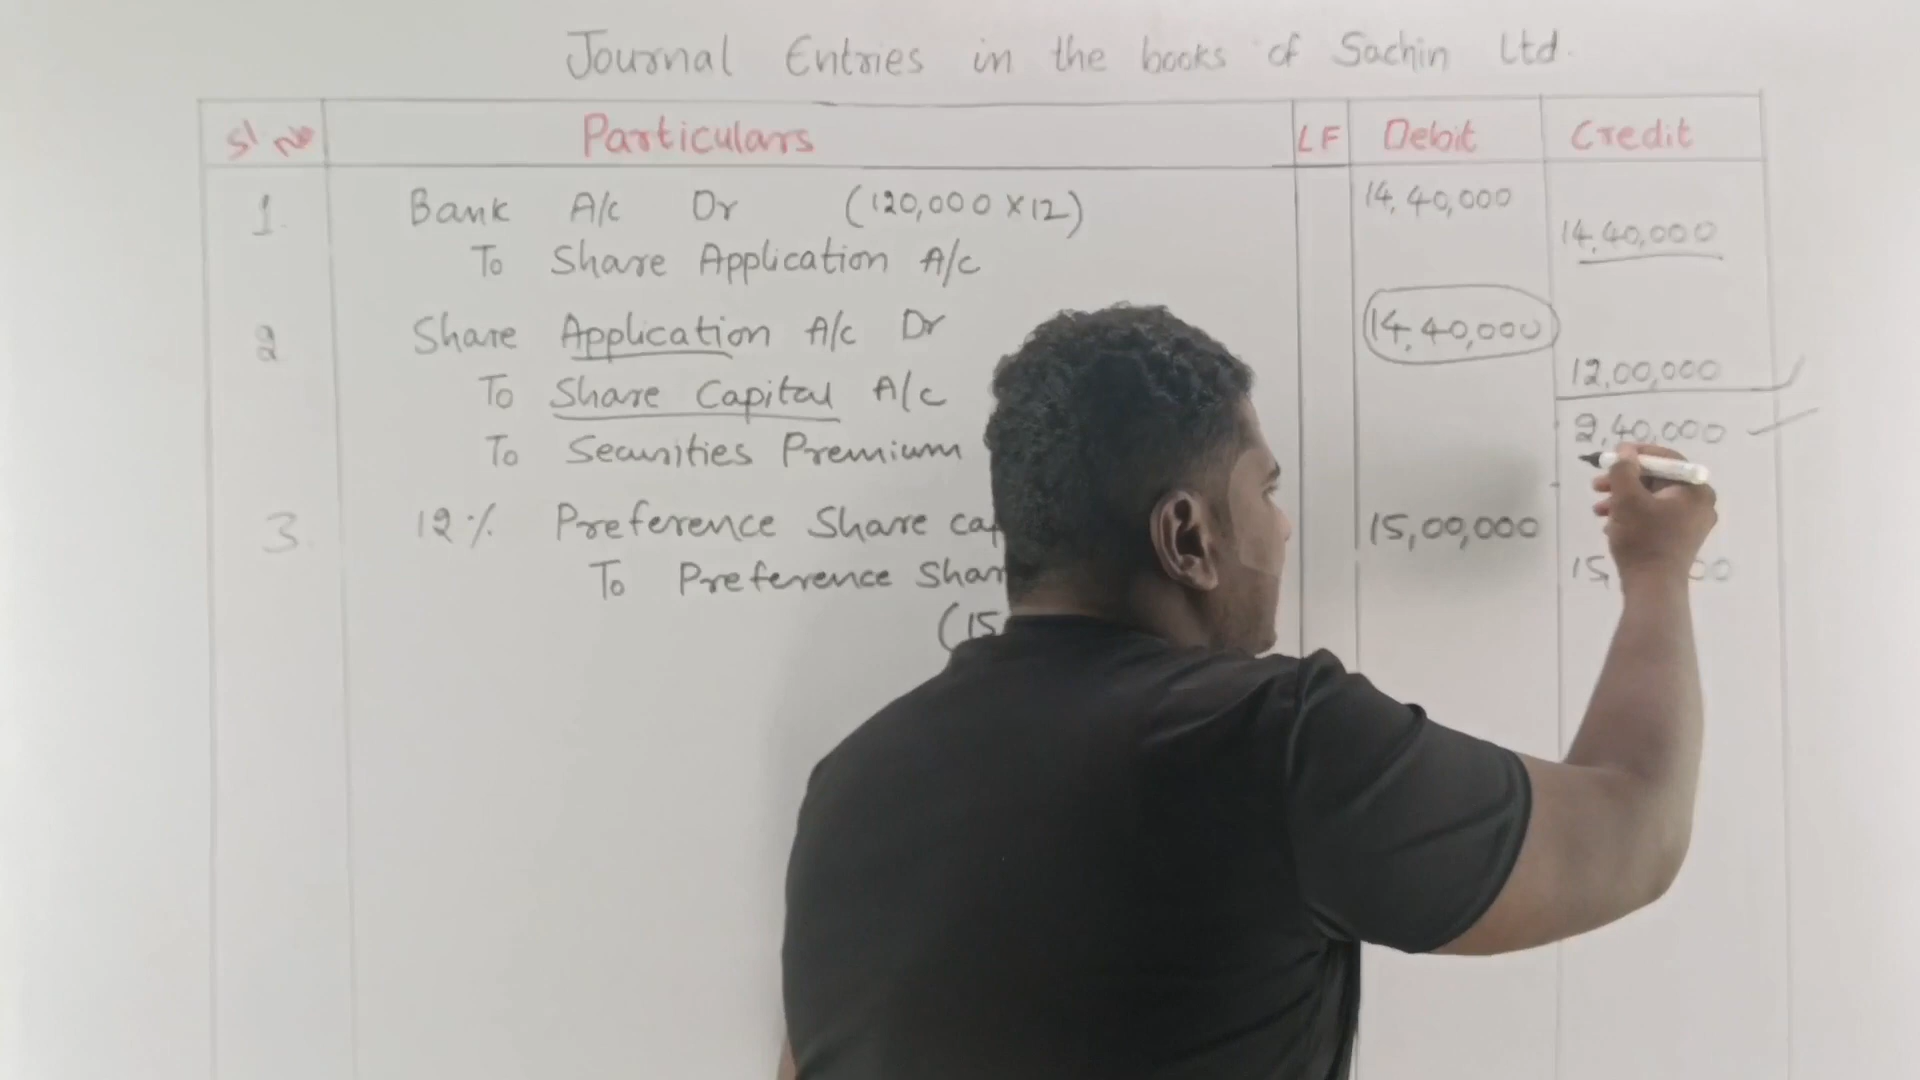 Journal Entries in the books of Sachin Ltd.
Sl No Particulars LF Debit Credit
1. Bank A/c Dr (120,000 X 12) 14,40,000
To Share Application A/c 14,40,000
2 Share Application A/c Dr 14,40,000
To Share Capital A/c 12,00,000
To Securities Premium 2,40,000
3. 12% Preference Share 15,00,000
To Preference
(15